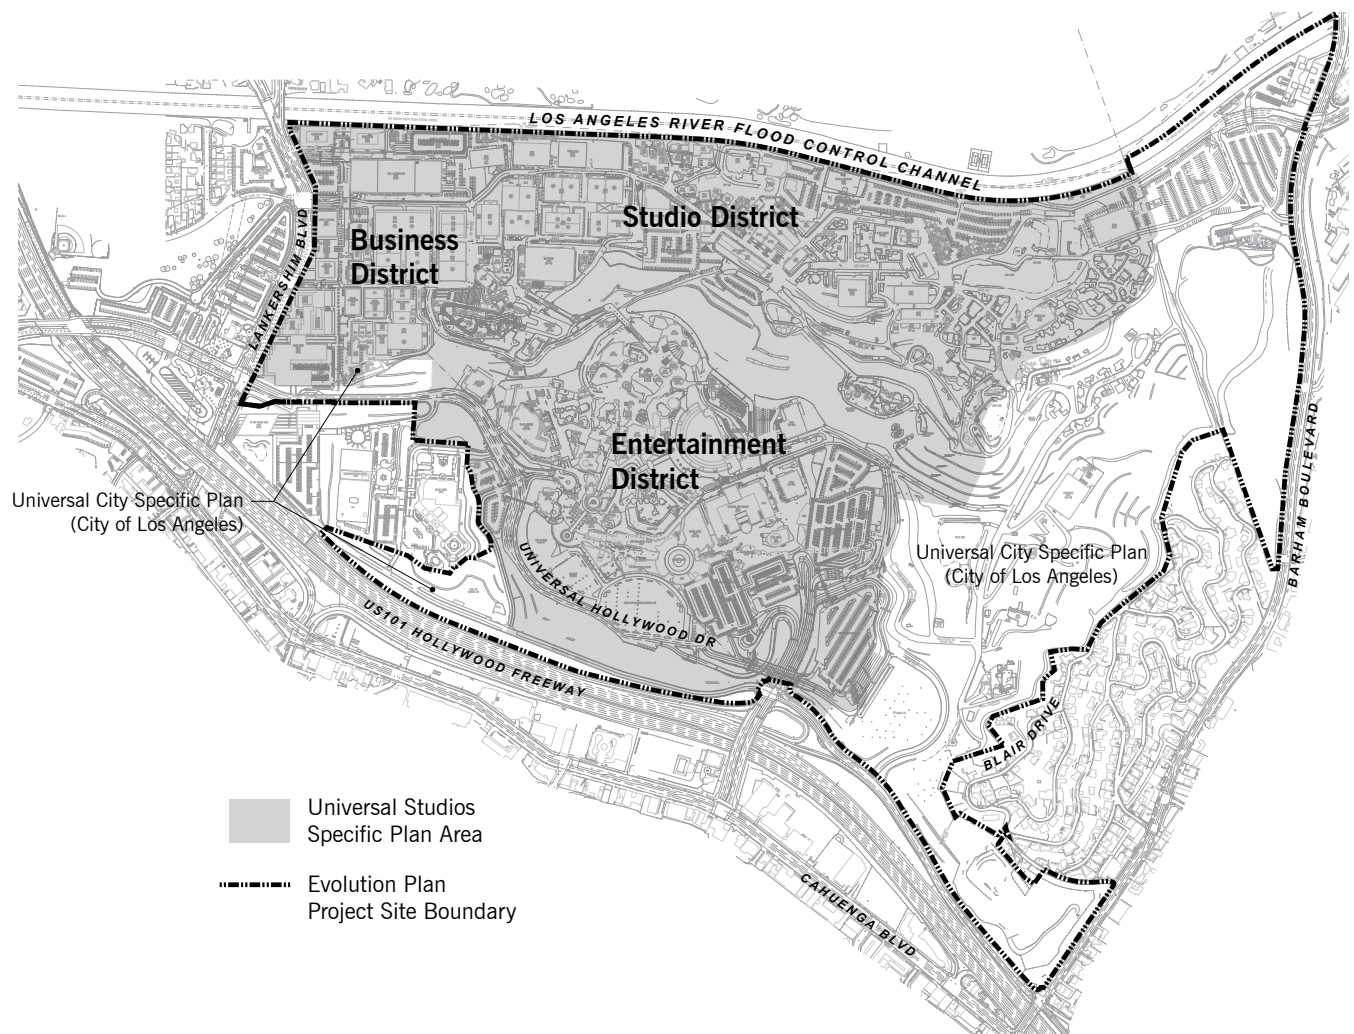 LOS ANGELES RIVER FLOOD CONTROL CHANNEL
Studio District
Business
District
LANKERSHIM BLVD
Entertainment
District
BARHAM BOULEVARD
Universal City Specific Plan
(City of Los Angeles)
Universal City Specific Plan
(City of Los Angeles)
UNIVERSAL HOLLYWOOD DR
US101 HOLLYWOOD FREEWAY
BLAIR DRIVE
Universal Studios
Specific Plan Area
Evolution Plan
Project Site Boundary
CAHUENGA BLVD